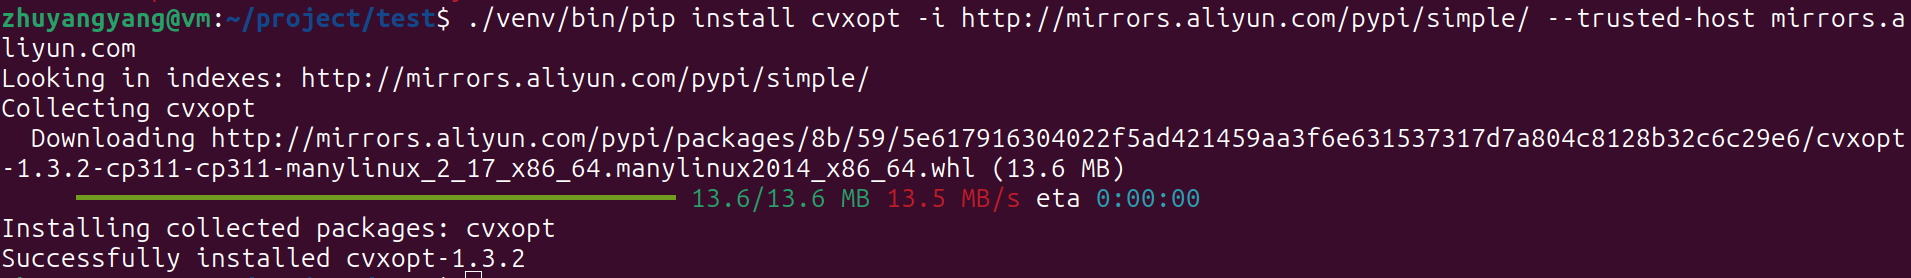 zhuyangyang@vm:~/project/test$ ./venv/bin/pip install cvxopt -i http://mirrors.aliyun.com/pypi/simple/ --trusted-host mirrors.a
liyun.com
Looking in indexes: http://mirrors.aliyun.com/pypi/simple/
Collecting cvxopt
  Downloading http://mirrors.aliyun.com/pypi/packages/8b/59/5e617916304022f5ad421459aa3f6e631537317d7a804c8128b32c6c29e6/cvxopt
-1.3.2-cp311-cp311-manylinux_2_17_x86_64.manylinux2014_x86_64.whl (13.6 MB)
13.6/13.6 MB 13.5 MB/s eta 0:00:00
Installing collected packages: cvxopt
Successfully installed cvxopt-1.3.2